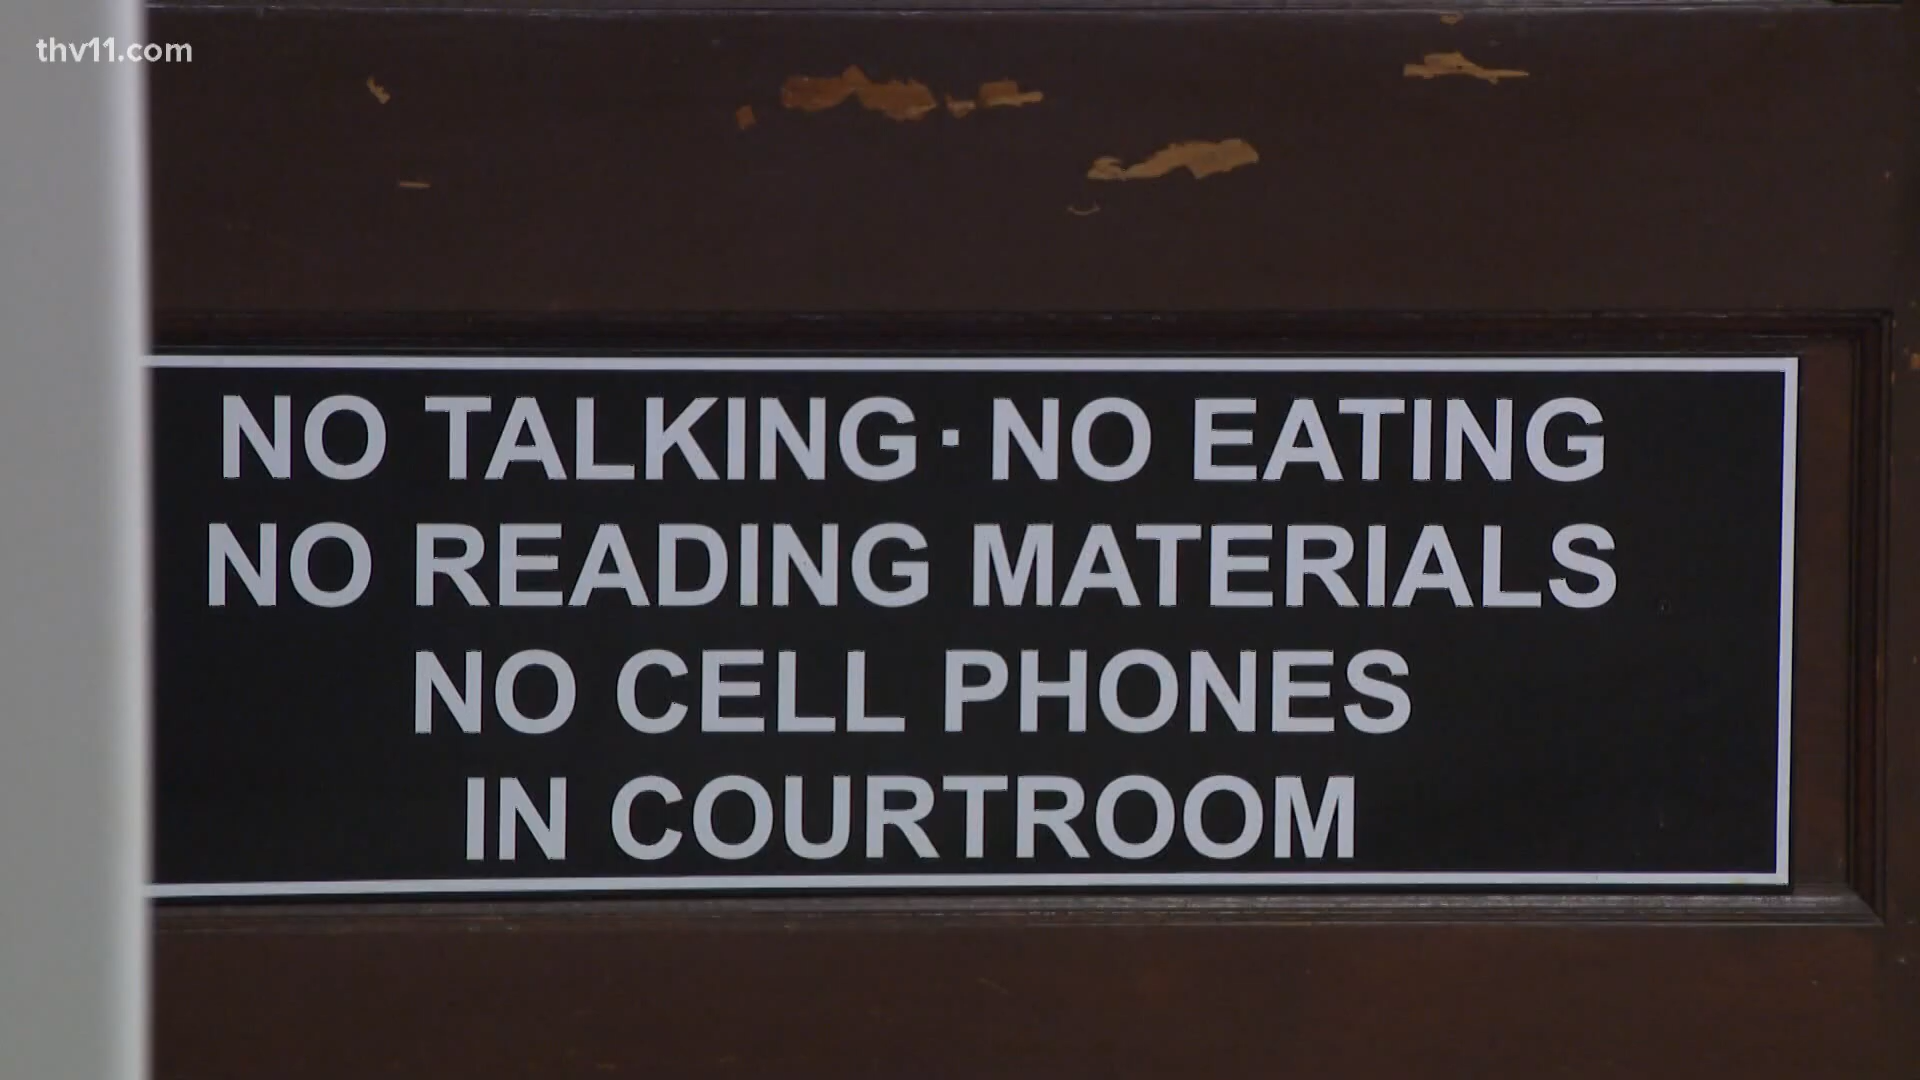 thv11.com
NO TALKING · NO EATING
NO READING MATERIALS
NO CELL PHONES
IN COURTROOM